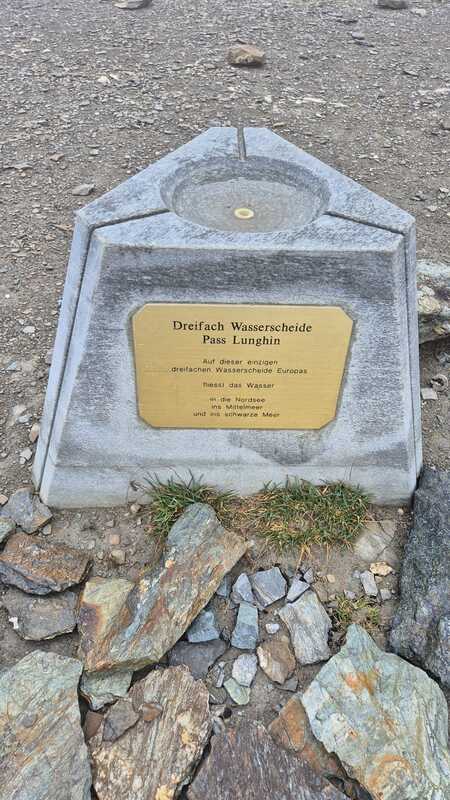 Dreifach Wasserscheide
Pass Lunghin
Auf dieser einzigen
dreifachen Wasserscheide Europas
fliesst das Wasser
in die Nordsee
ins Mittelmeer
und ins schwarze Meer